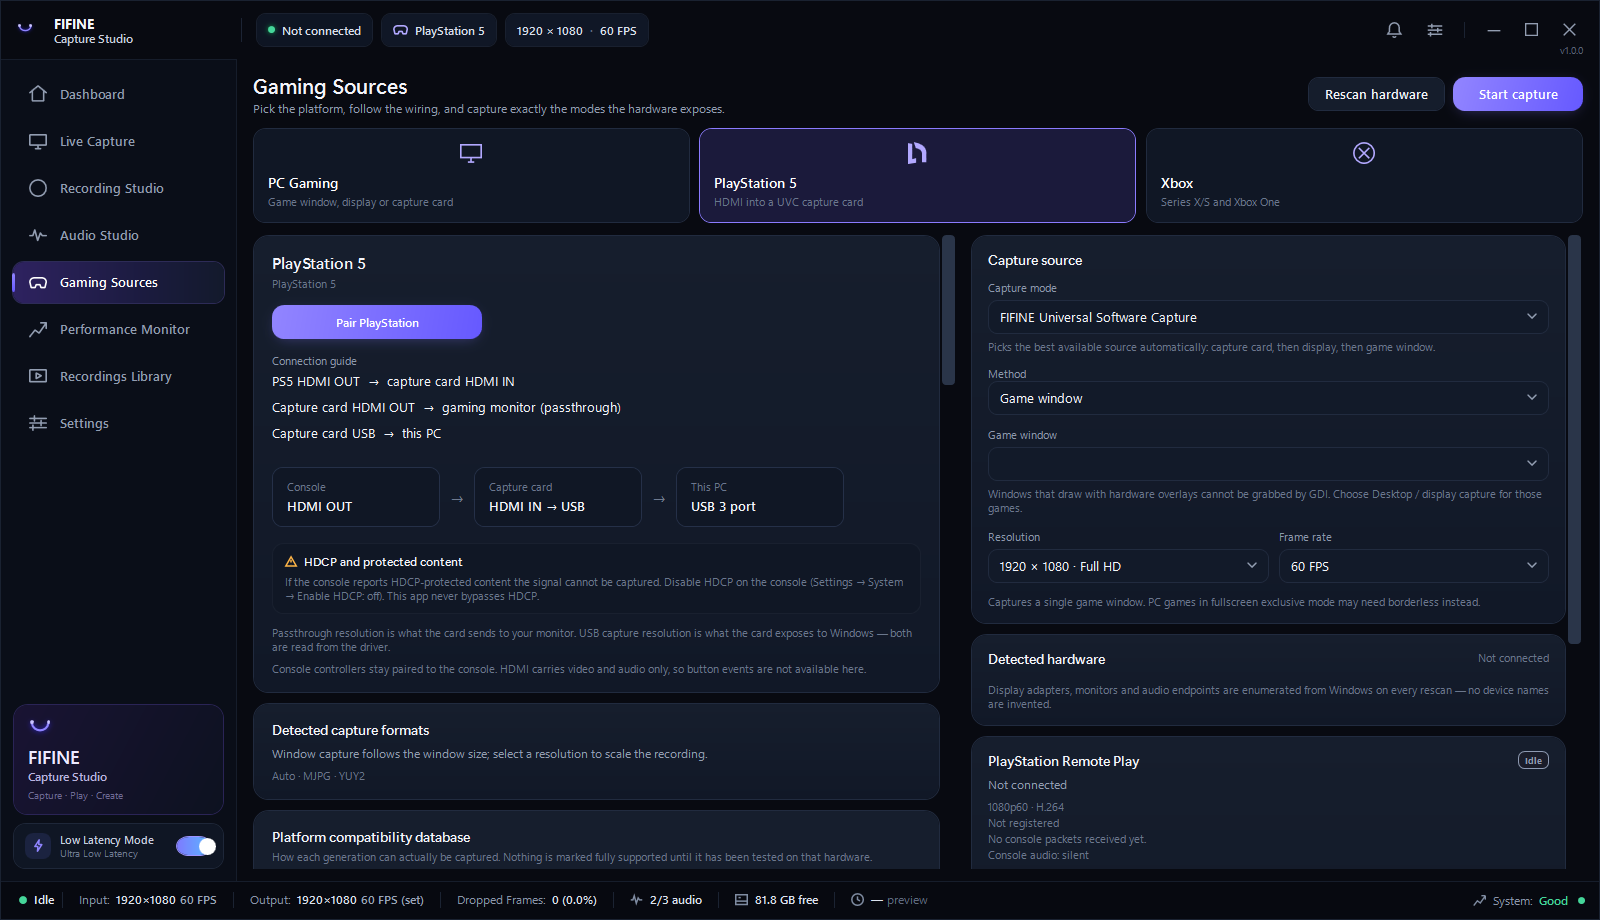 FIFINE
Capture Studio
Not connected
PlayStation 5
1920 × 1080 · 60 FPS
v1.0.0
Dashboard
Live Capture
Recording Studio
Audio Studio
Gaming Sources
Performance Monitor
Recordings Library
Settings
FIFINE
Capture Studio
Capture · Play · Create
Low Latency Mode
Ultra Low Latency
Gaming Sources
Pick the platform, follow the wiring, and capture exactly the modes the hardware exposes.
Rescan hardware
Start capture
PC Gaming
Game window, display or capture card
PlayStation 5
HDMI into a UVC capture card
Xbox
Series X/S and Xbox One
PlayStation 5
PlayStation 5
Pair PlayStation
Connection guide
PS5 HDMI OUT → capture card HDMI IN
Capture card HDMI OUT → gaming monitor (passthrough)
Capture card USB → this PC
Console
HDMI OUT
→
Capture card
HDMI IN → USB
→
This PC
USB 3 port
HDCP and protected content
If the console reports HDCP-protected content the signal cannot be captured. Disable HDCP on the console (Settings → System
→ Enable HDCP: off). This app never bypasses HDCP.
Passthrough resolution is what the card sends to your monitor. USB capture resolution is what the card exposes to Windows — both
are read from the driver.
Console controllers stay paired to the console. HDMI carries video and audio only, so button events are not available here.
Detected capture formats
Window capture follows the window size; select a resolution to scale the recording.
Auto · MJPG · YUY2
Platform compatibility database
How each generation can actually be captured. Nothing is marked fully supported until it has been tested on that hardware.
Capture source
Capture mode
FIFINE Universal Software Capture
Picks the best available source automatically: capture card, then display, then game window.
Method
Game window
Game window
Windows that draw with hardware overlays cannot be grabbed by GDI. Choose Desktop / display capture for those
games.
Resolution
Frame rate
1920 × 1080 · Full HD
60 FPS
Captures a single game window. PC games in fullscreen exclusive mode may need borderless instead.
Detected hardware
Not connected
Display adapters, monitors and audio endpoints are enumerated from Windows on every rescan — no device names
are invented.
PlayStation Remote Play
Idle
Not connected
1080p60 · H.264
Not registered
No console packets received yet.
Console audio: silent
Idle
Input: 1920×1080 60 FPS
Output: 1920×1080 60 FPS (set)
Dropped Frames: 0 (0.0%)
2/3 audio
81.8 GB free
— preview
System: Good